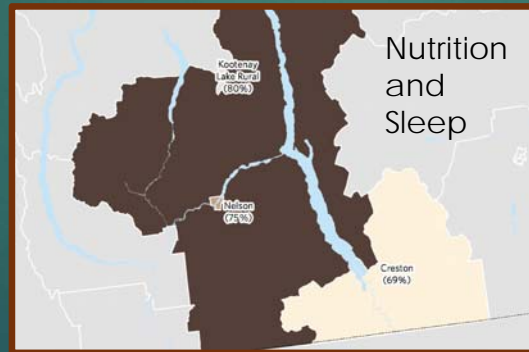 Nutrition
and
Sleep
Kootenay
Lake Rural
(80%)
Nelson
(75%)
Creston
(69%)